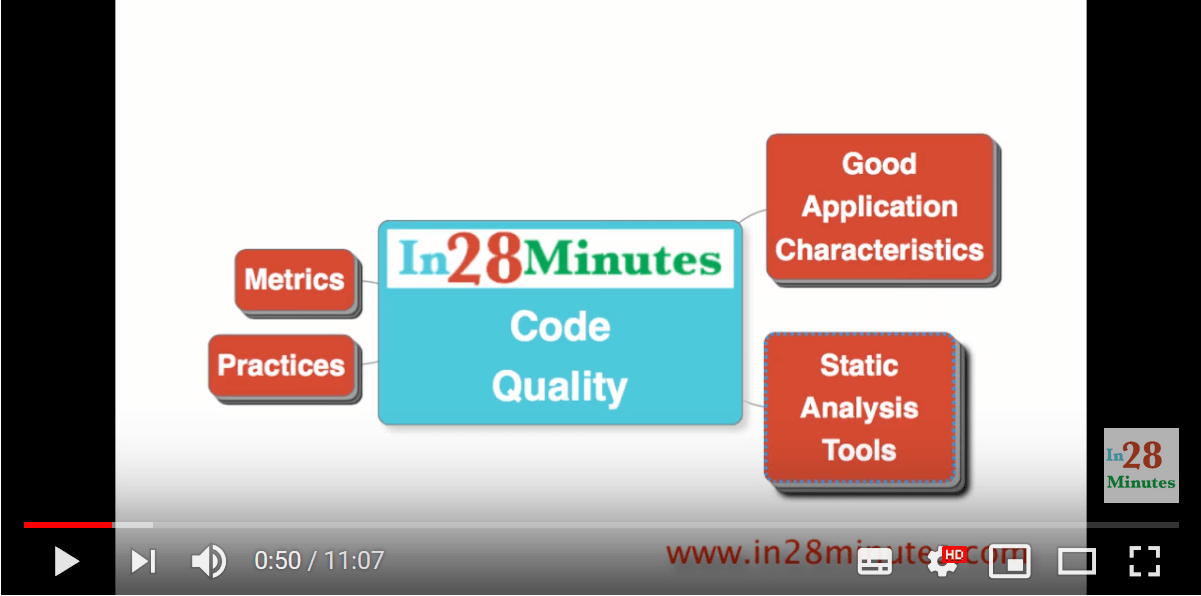 Good
Application
Characteristics
In28Minutes
Metrics
Code
Quality
Practices
Static
Analysis
Tools
In28
Minutes
0:50 / 11:07
www.in28minutes.com
HD